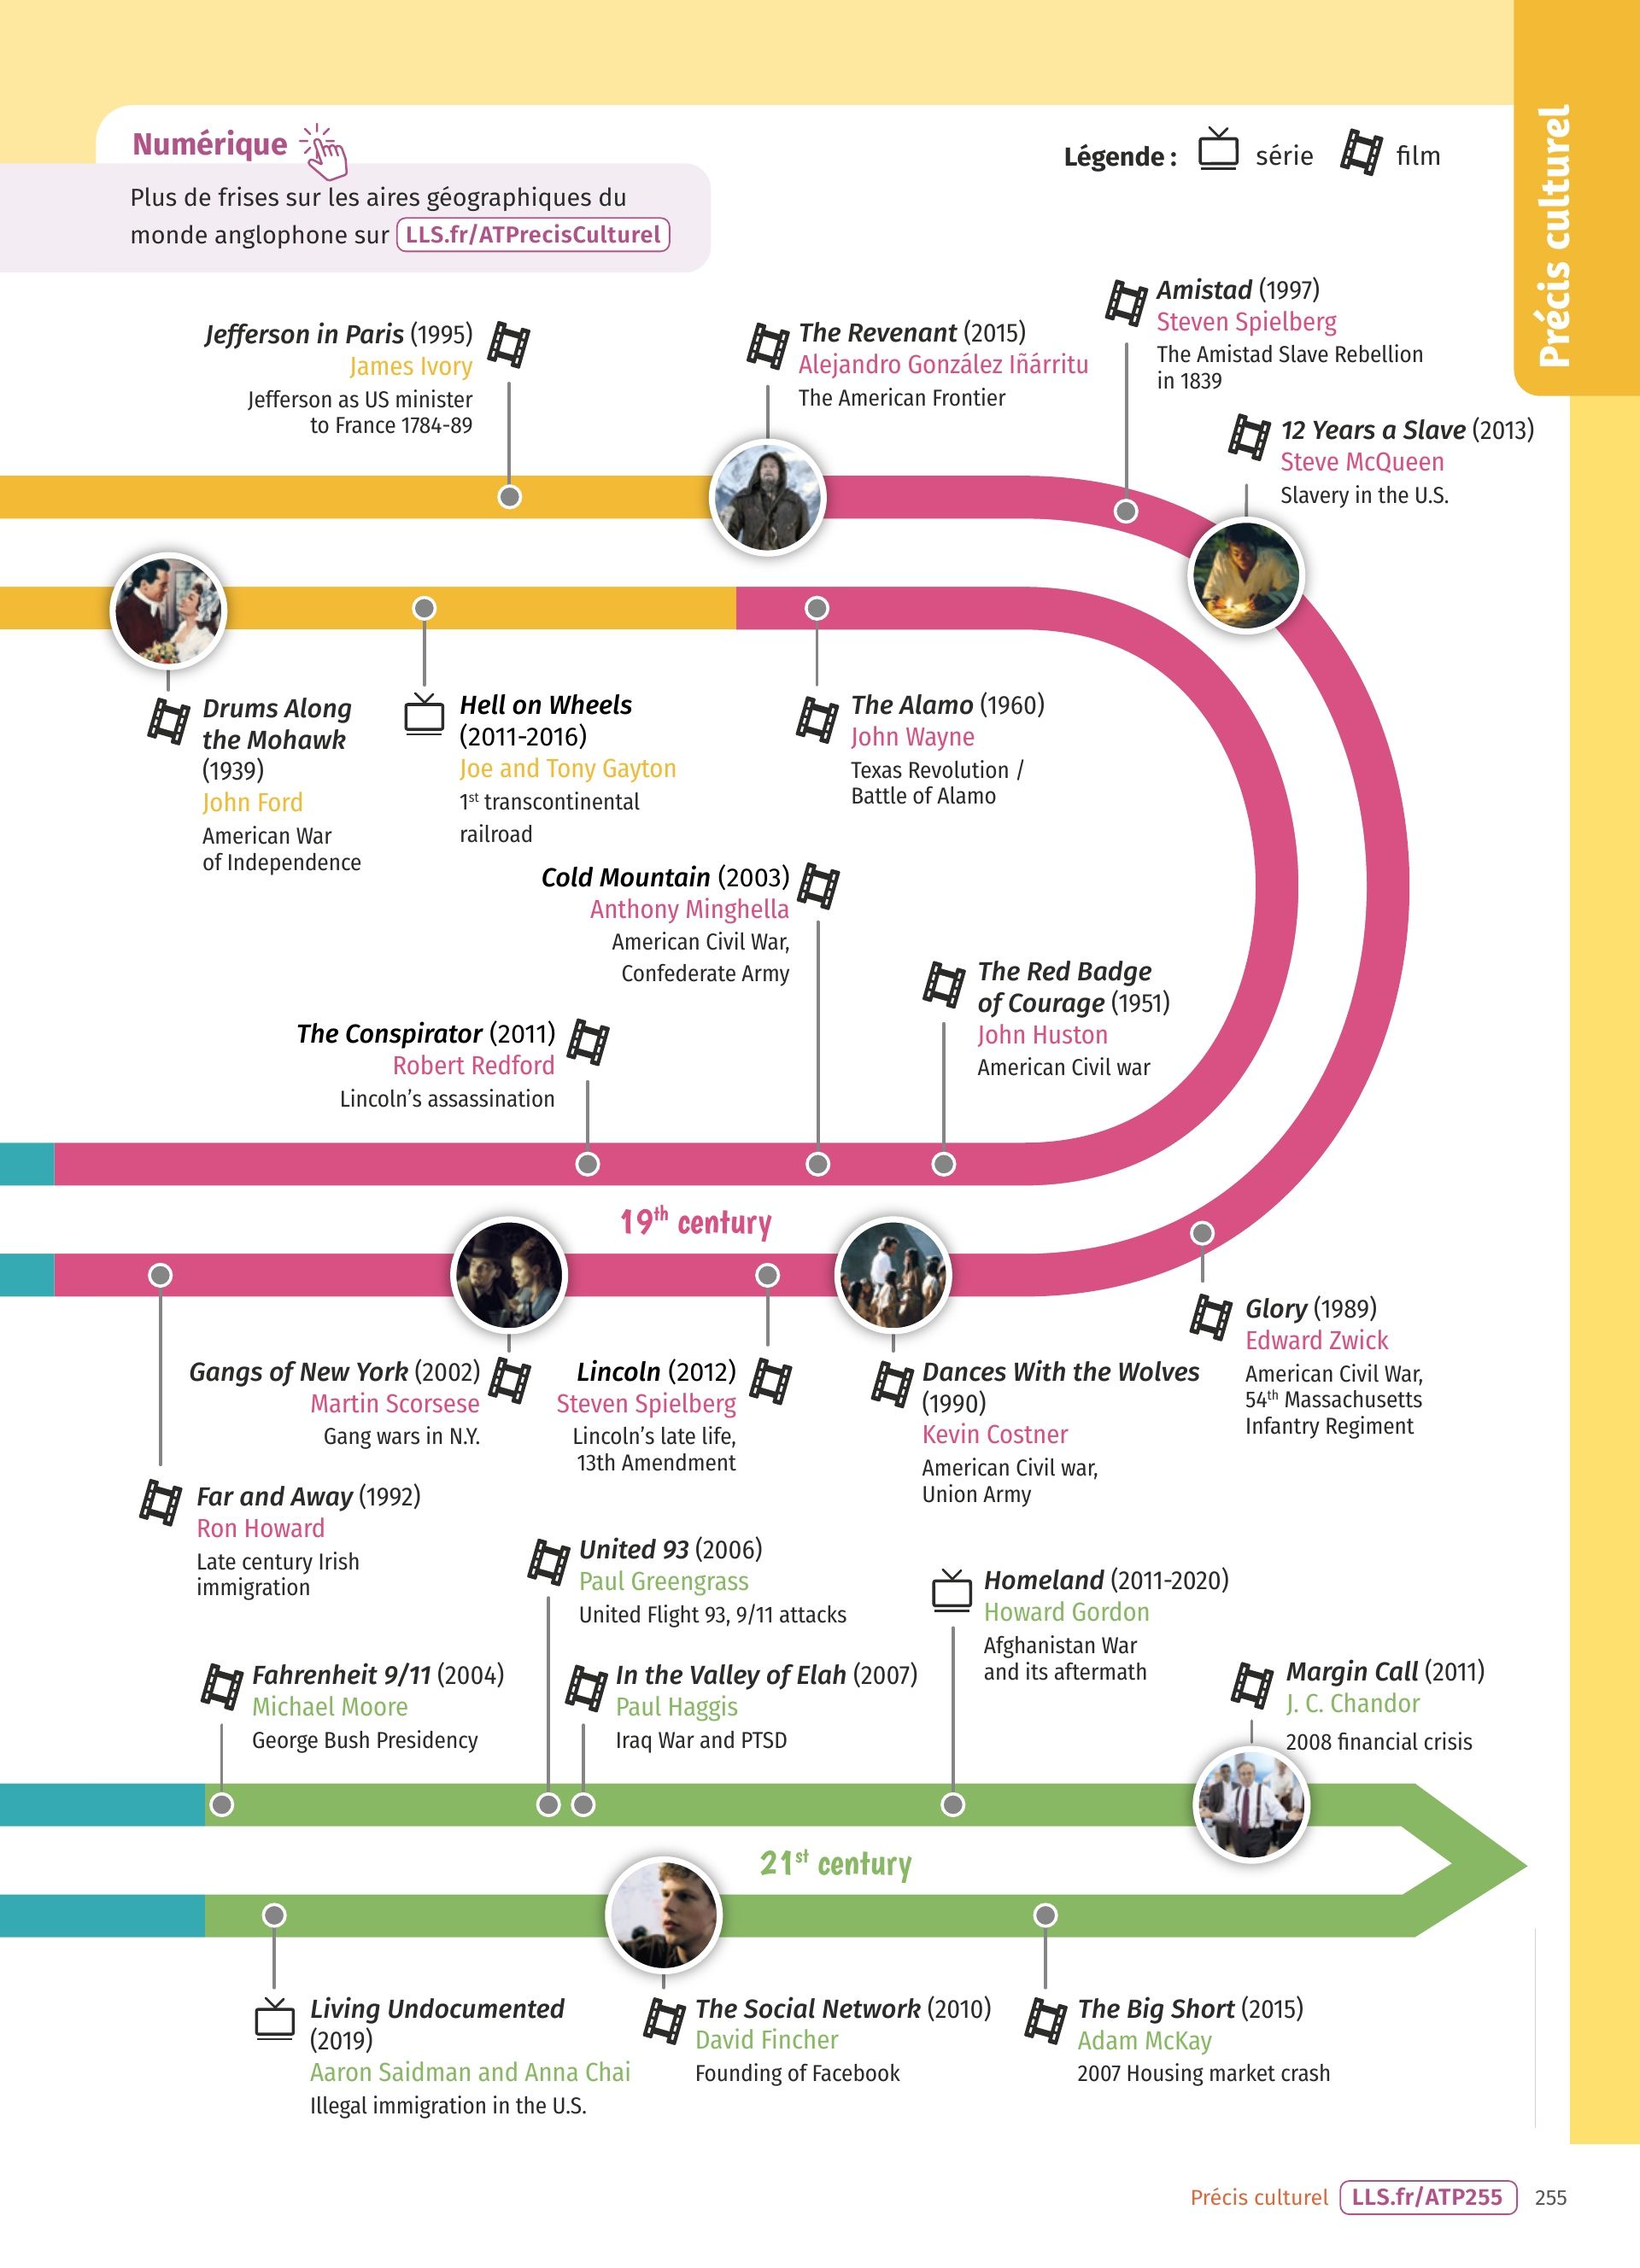 Précis culturel
Numérique
Plus de frises sur les aires géographiques du
monde anglophone sur LLS.fr/ATPrecisCulturel
Légende : série film
Jefferson in Paris (1995)
James Ivory
Jefferson as US minister
to France 1784-89
The Revenant (2015)
Alejandro González Iñárritu
The American Frontier
Amistad (1997)
Steven Spielberg
The Amistad Slave Rebellion
in 1839
12 Years a Slave (2013)
Steve McQueen
Slavery in the U.S.
Drums Along
the Mohawk
(1939)
John Ford
American War
of Independence
Hell on Wheels
(2011-2016)
Joe and Tony Gayton
1st transcontinental
railroad
The Alamo (1960)
John Wayne
Texas Revolution /
Battle of Alamo
Cold Mountain (2003)
Anthony Minghella
American Civil War,
Confederate Army
The Red Badge
of Courage (1951)
John Huston
American Civil war
The Conspirator (2011)
Robert Redford
Lincoln's assassination
19th century
Gangs of New York (2002)
Martin Scorsese
Gang wars in N.Y.
Lincoln (2012)
Steven Spielberg
Lincoln's late life,
13th Amendment
Dances With the Wolves
(1990)
Kevin Costner
American Civil war,
Union Army
Glory (1989)
Edward Zwick
American Civil War,
54th Massachusetts
Infantry Regiment
Far and Away (1992)
Ron Howard
Late century Irish
immigration
United 93 (2006)
Paul Greengrass
United Flight 93, 9/11 attacks
Homeland (2011-2020)
Howard Gordon
Afghanistan War
and its aftermath
Fahrenheit 9/11 (2004)
Michael Moore
George Bush Presidency
In the Valley of Elah (2007)
Paul Haggis
Iraq War and PTSD
Margin Call (2011)
J. C. Chandor
2008 financial crisis
21st century
Living Undocumented
(2019)
Aaron Saidman and Anna Chai
Illegal immigration in the U.S.
The Social Network (2010)
David Fincher
Founding of Facebook
The Big Short (2015)
Adam McKay
2007 Housing market crash
Précis culturel LLS.fr/ATP255 255